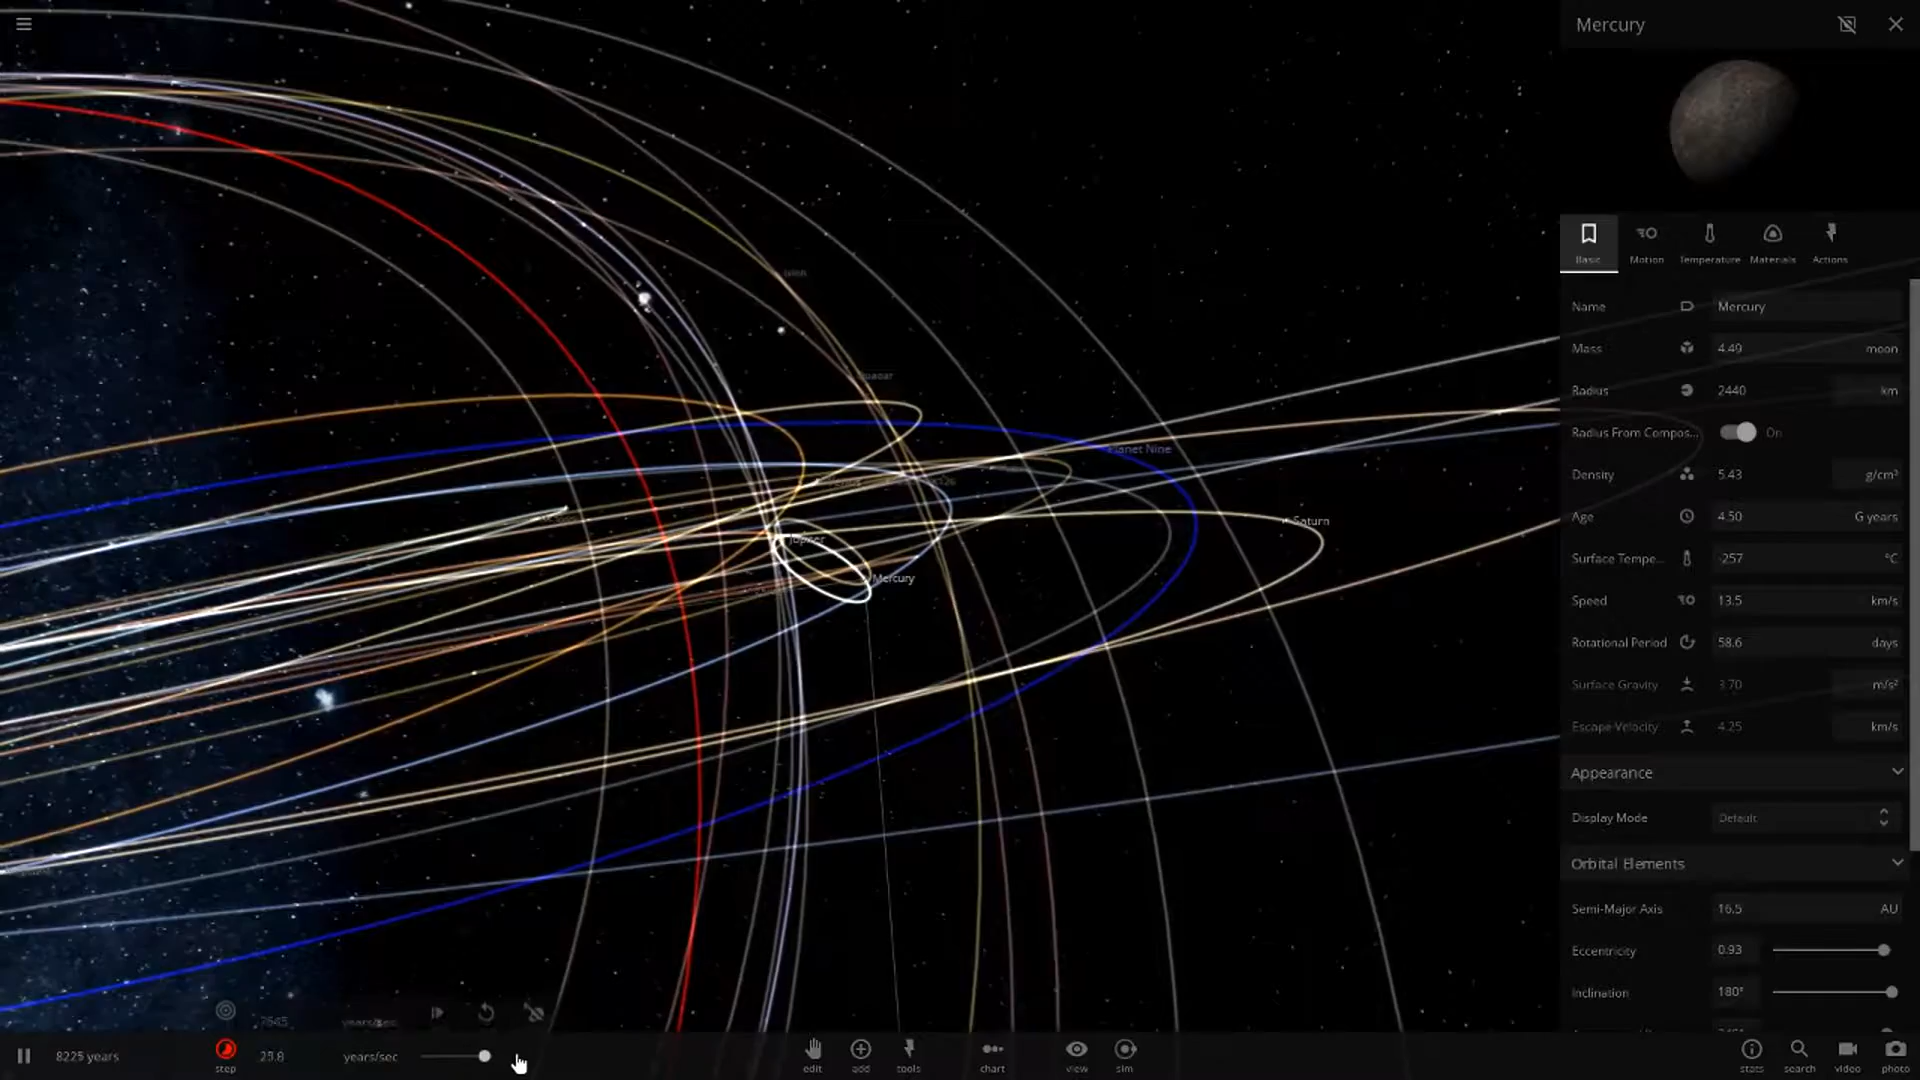 Mercury
Basic
Motion
Temperature
Materials
Actions
Name
Mercury
Mass
4.49
moon
Radius
2440
km
Radius From Compos...
On
Density
5.43
g/cm³
Age
4.50
G years
Surface Tempe...
-257
°C
Speed
13.5
km/s
Rotational Period
58.6
days
Surface Gravity
3.70
m/s²
Escape Velocity
4.25
km/s
Appearance
Display Mode
Default
Orbital Elements
Semi-Major Axis
16.5
AU
Eccentricity
0.93
Inclination
180°
Planet Nine
Saturn
Jupiter
Mercury
7645
years/sec
8225 years
step
25.8
years/sec
edit
add
tools
chart
view
sim
stats
search
video
photo